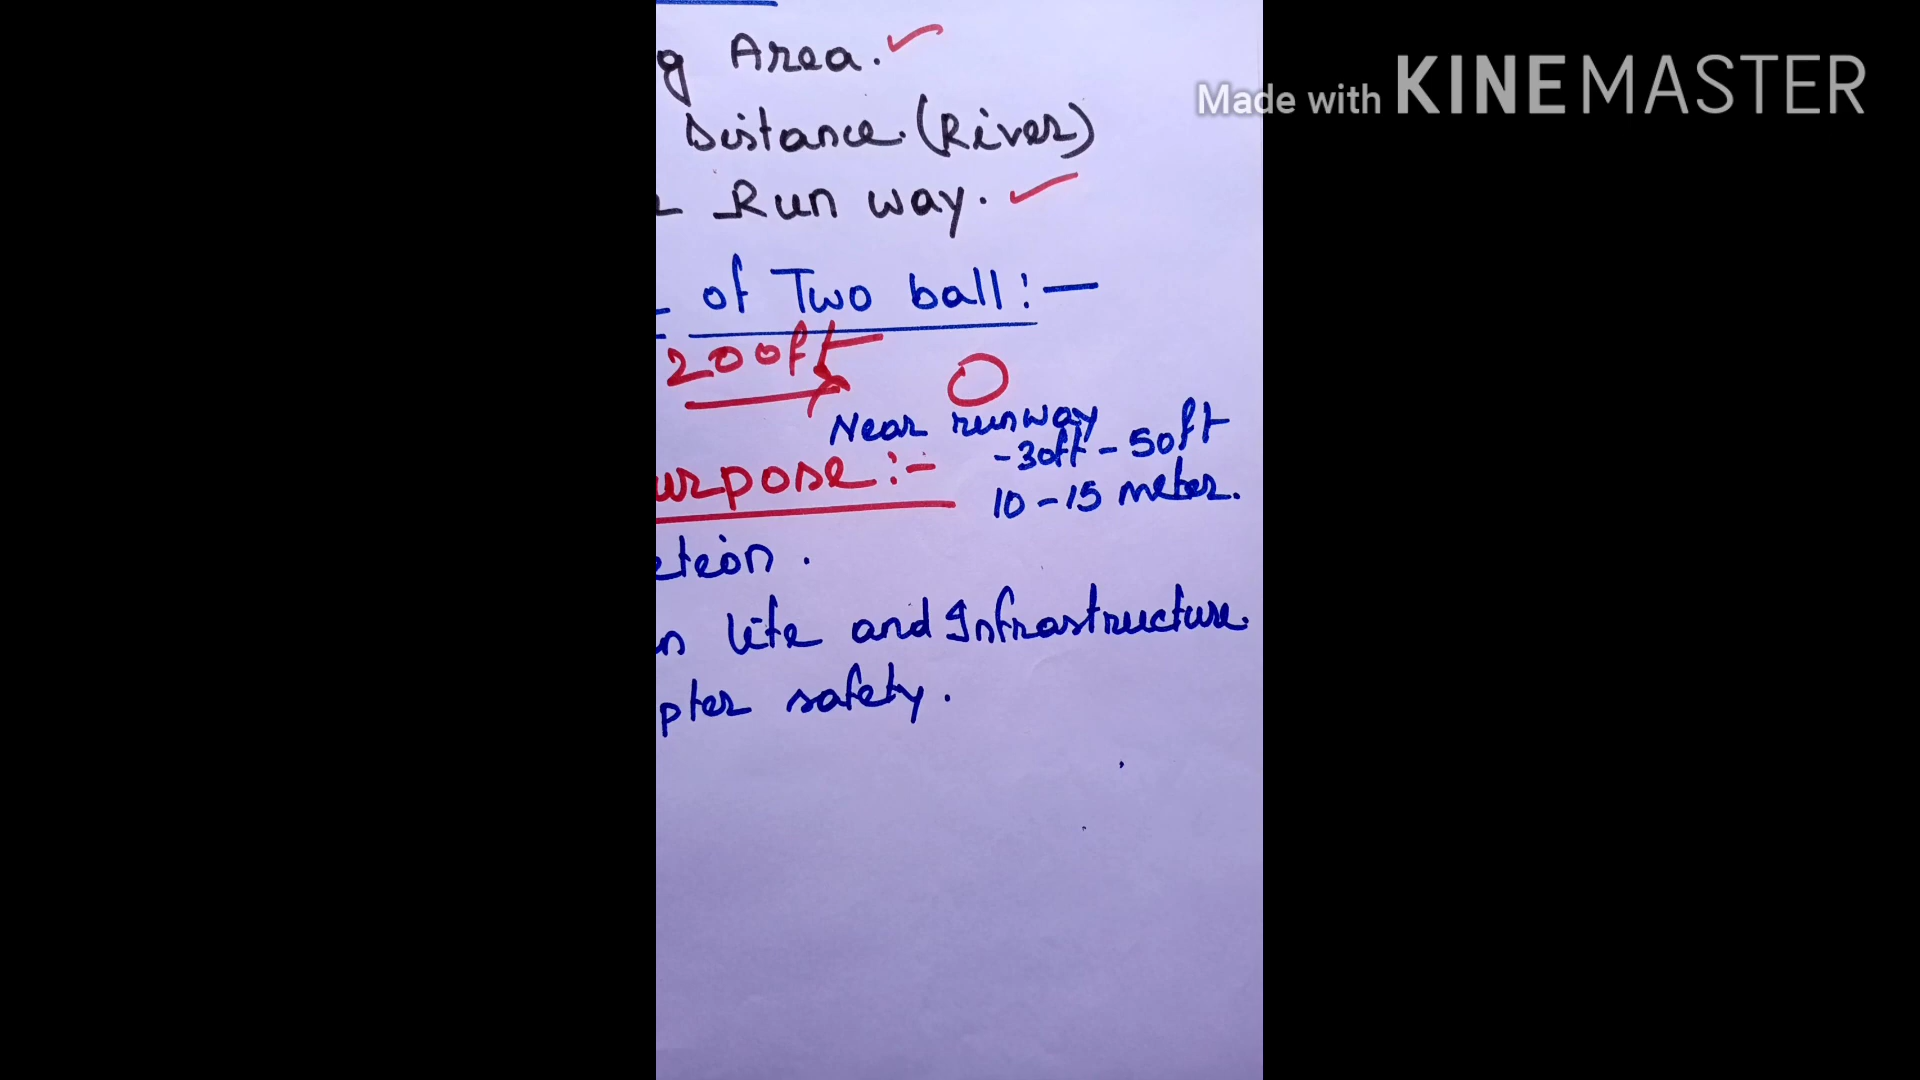 g Area.
Distance. (River)
Run way.
of Two ball :-
200ft
Near runway
- 30ft - 50ft
urpose :-
10 - 15 meter.
ction.
n life and Infrastructure.
pter safety.
Made with KINEMASTER